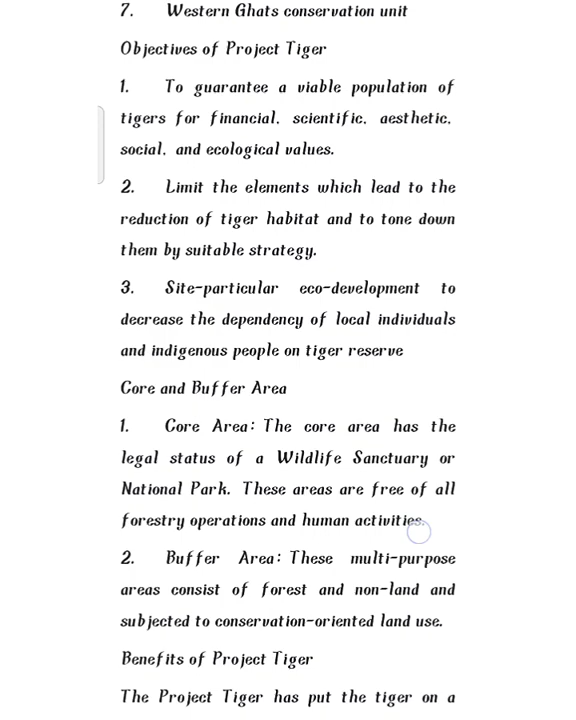 7. Western Ghats conservation unit
Objectives of Project Tiger
1. To guarantee a viable population of
tigers for financial, scientific, aesthetic,
social, and ecological values.
2. Limit the elements which lead to the
reduction of tiger habitat and to tone down
them by suitable strategy.
3. Site-particular eco-development to
decrease the dependency of local individuals
and indigenous people on tiger reserve
Core and Buffer Area
1. Core Area: The core area has the
legal status of a Wildlife Sanctuary or
National Park. These areas are free of all
forestry operations and human activities.
2. Buffer Area: These multi-purpose
areas consist of forest and non-land and
subjected to conservation-oriented land use.
Benefits of Project Tiger
The Project Tiger has put the tiger on a